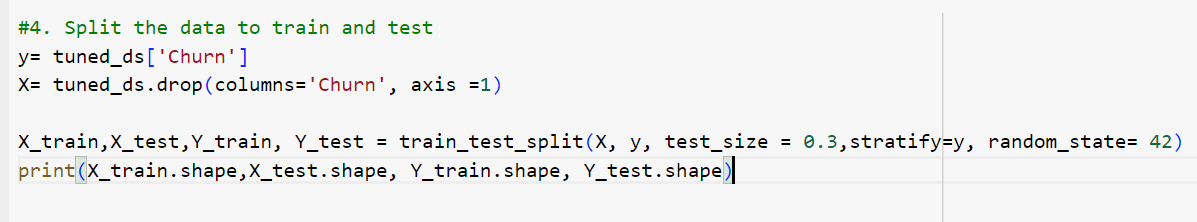 #4. Split the data to train and test
y= tuned_ds['Churn']
X= tuned_ds.drop(columns='Churn', axis =1)
X_train,X_test,Y_train, Y_test = train_test_split(X, y, test_size = 0.3,stratify=y, random_state= 42)
print(X_train.shape,X_test.shape, Y_train.shape, Y_test.shape)